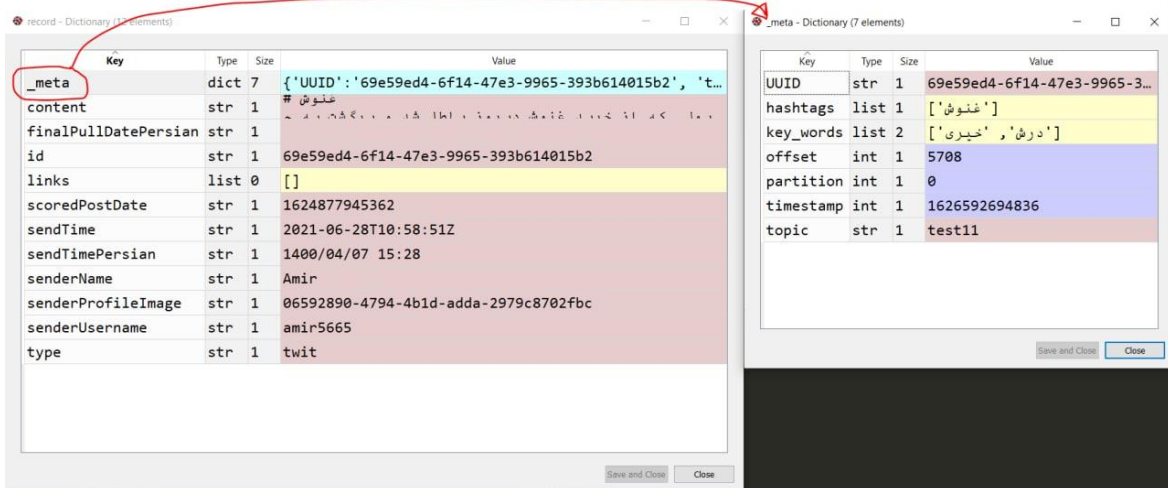 record - Dictionary (12 elements)
Key Type Size Value
_meta dict 7 {'UUID':'69e59ed4-6f14-47e3-9965-393b614015b2', 't…
content str 1 # غنوش
finalPullDatePersian str 1
id str 1 69e59ed4-6f14-47e3-9965-393b614015b2
links list 0 []
scoredPostDate str 1 1624877945362
sendTime str 1 2021-06-28T10:58:51Z
sendTimePersian str 1 1400/04/07 15:28
senderName str 1 Amir
senderProfileImage str 1 06592890-4794-4b1d-adda-2979c8702fbc
senderUsername str 1 amir5665
type str 1 twit
Save and Close Close
_meta - Dictionary (7 elements)
Key Type Size Value
UUID str 1 69e59ed4-6f14-47e3-9965-3…
hashtags list 1 ['غنوش']
key_words list 2 ['درش', 'خیری']
offset int 1 5708
partition int 1 0
timestamp int 1 1626592694836
topic str 1 test11
Save and Close Close